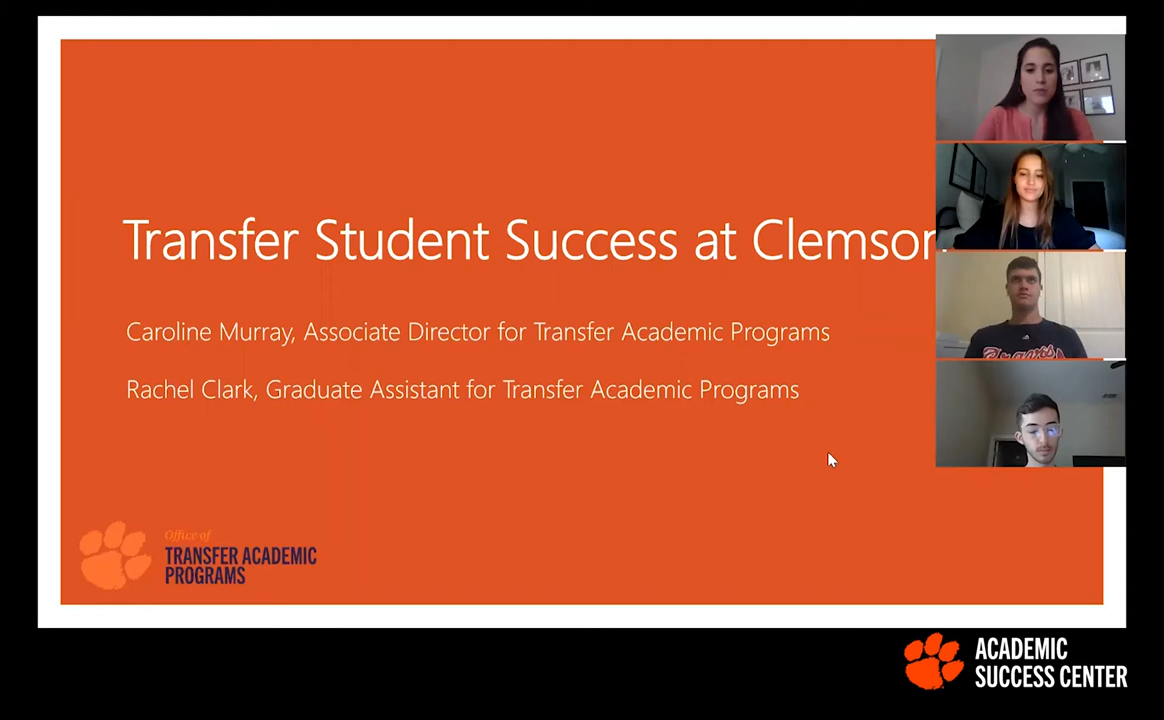 Transfer Student Success at Clemson
Caroline Murray, Associate Director for Transfer Academic Programs
Rachel Clark, Graduate Assistant for Transfer Academic Programs
Braves
Office of
TRANSFER ACADEMIC
PROGRAMS
ACADEMIC
SUCCESS CENTER